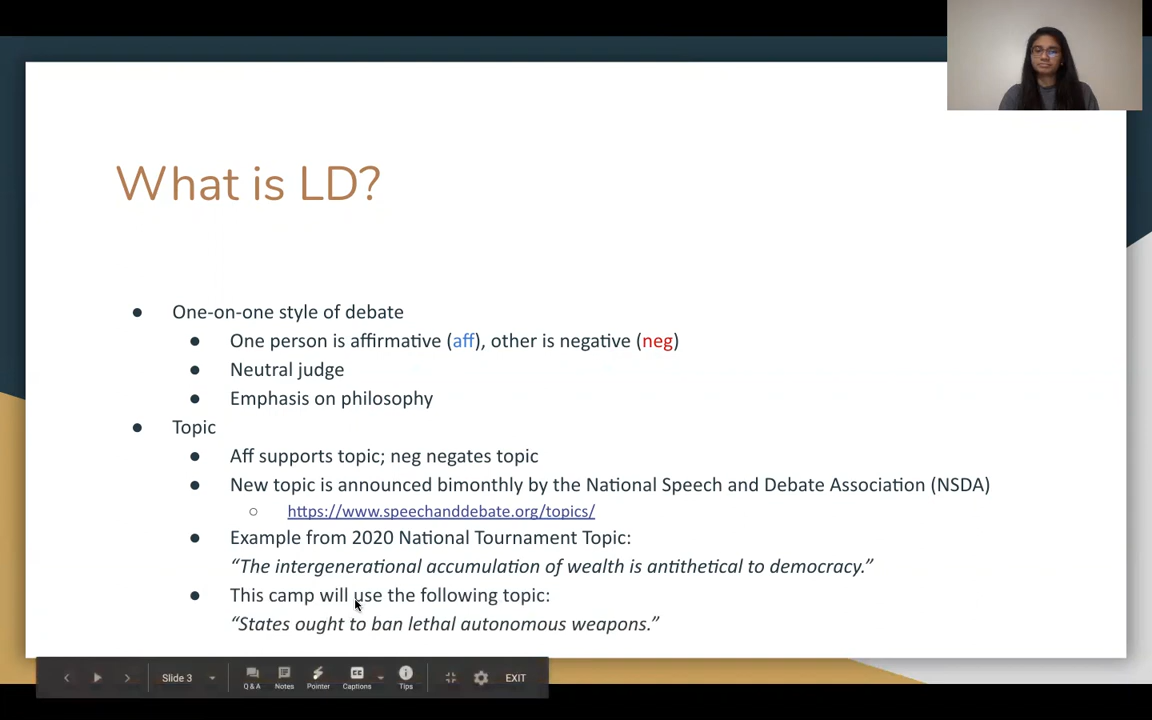 What is LD?
One-on-one style of debate
One person is affirmative (aff), other is negative (neg)
Neutral judge
Emphasis on philosophy
Topic
Aff supports topic; neg negates topic
New topic is announced bimonthly by the National Speech and Debate Association (NSDA)
https://www.speechanddebate.org/topics/
Example from 2020 National Tournament Topic:
“The intergenerational accumulation of wealth is antithetical to democracy.”
This camp will use the following topic:
“States ought to ban lethal autonomous weapons.”
Slide 3 Q & A Notes Pointer CC Captions Tips EXIT